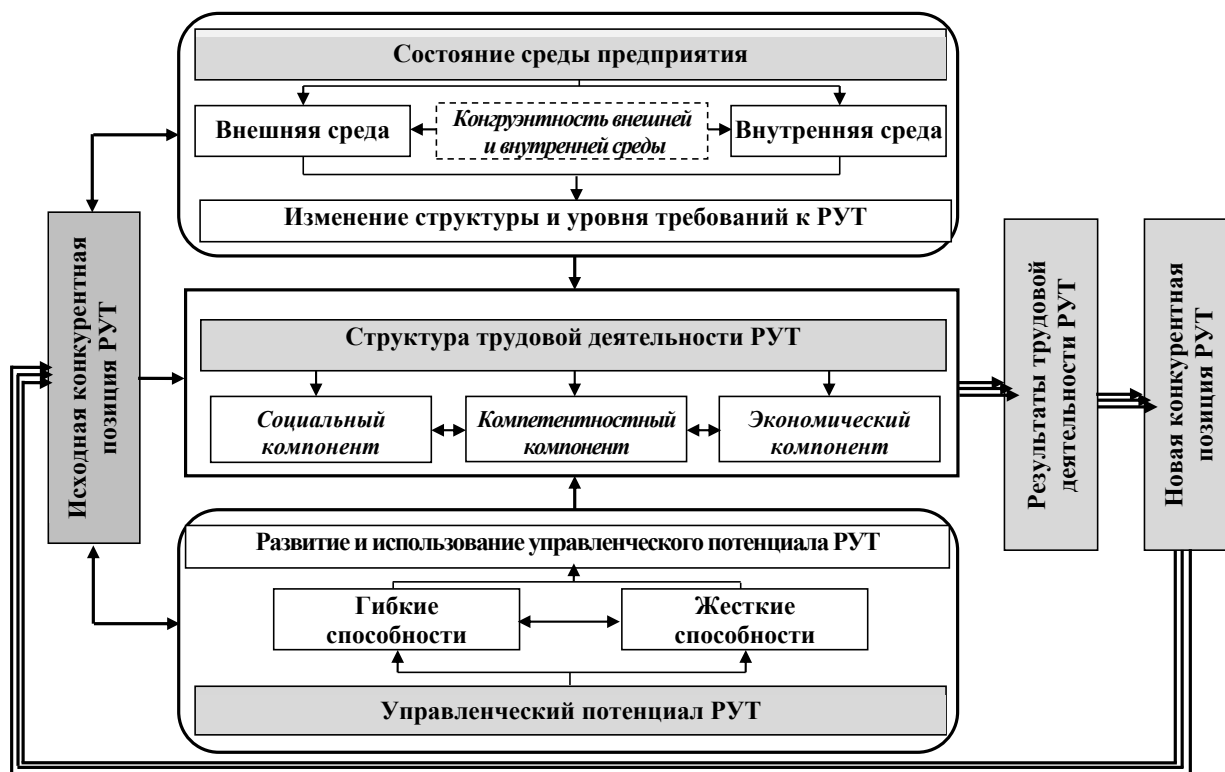 Состояние среды предприятия
Внешняя среда
Конгруэнтность внешней
и внутренней среды
Внутренняя среда
Изменение структуры и уровня требований к РУТ
Исходная конкурентная
позиция РУТ
Структура трудовой деятельности РУТ
Социальный
компонент
Компетентностный
компонент
Экономический
компонент
Результаты трудовой
деятельности РУТ
Новая конкурентная
позиция РУТ
Развитие и использование управленческого потенциала РУТ
Гибкие
способности
Жесткие
способности
Управленческий потенциал РУТ